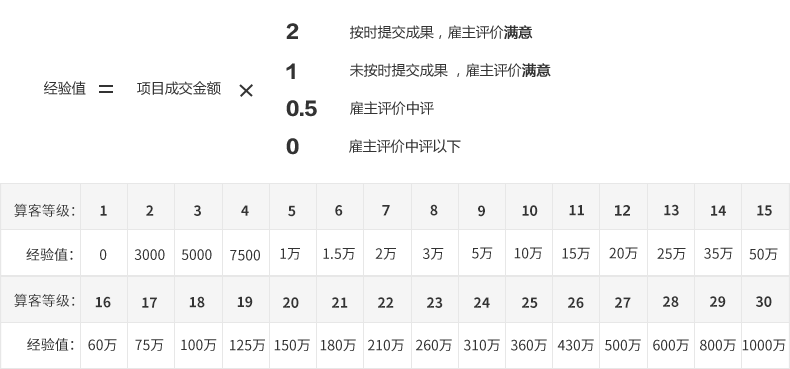 2 按时提交成果，雇主评价满意
1 未按时提交成果 ，雇主评价满意
经验值 = 项目成交金额 ×
0.5 雇主评价中评
0 雇主评价中评以下
算客等级： 1 2 3 4 5 6 7 8 9 10 11 12 13 14 15
经验值： 0 3000 5000 7500 1万 1.5万 2万 3万 5万 10万 15万 20万 25万 35万 50万
算客等级： 16 17 18 19 20 21 22 23 24 25 26 27 28 29 30
经验值： 60万 75万 100万 125万 150万 180万 210万 260万 310万 360万 430万 500万 600万 800万 1000万